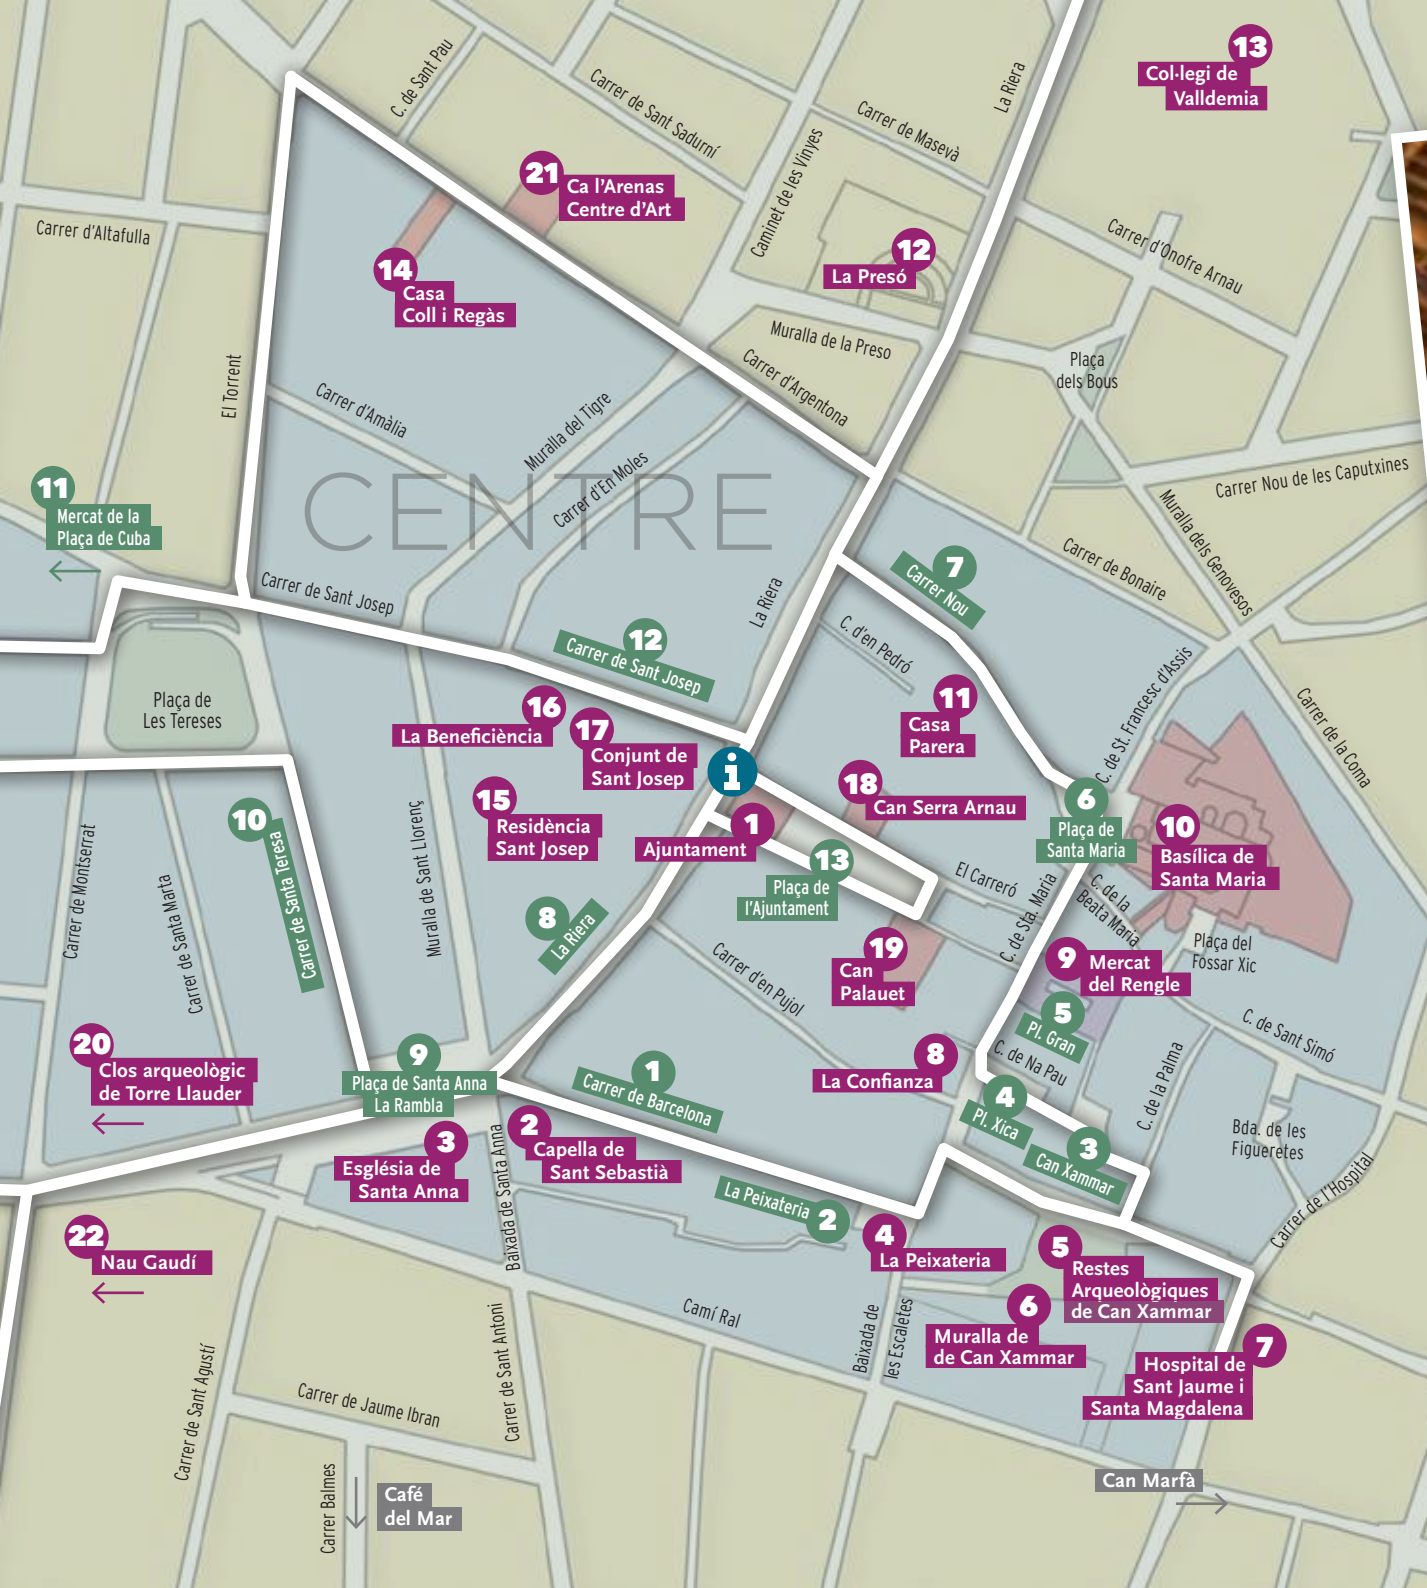 13
Col·legi de
Valldemia
C. de Sant Pau
Carrer de Sant Sadurní
La Riera
Carrer de Masevà
Caminet de les Vinyes
21
Ca l'Arenas
Centre d'Art
Carrer d'Altafulla
14
Casa
Coll i Regàs
12
La Presó
Carrer d'Onofre Arnau
Muralla de la Preso
Carrer d'Argentona
Plaça
dels Bous
El Torrent
Carrer d'Amàlia
Muralla del Tigre
Carrer d'En Moles
CENTRE
Carrer Nou de les Caputxines
Muralla dels Genovesos
11
Mercat de la
Plaça de Cuba
Carrer de Bonaire
7
Carrer Nou
Carrer de Sant Josep
La Riera
12
Carrer de Sant Josep
C. d'en Pedró
C. de St. Francesc d'Assis
Carrer de la Coma
Plaça de
Les Tereses
16
La Beneficiència
17
Conjunt de
Sant Josep
11
Casa
Parera
i
18
Can Serra Arnau
6
Plaça de
Santa Maria
10
Basílica de
Santa Maria
15
Residència
Sant Josep
1
Ajuntament
13
Plaça de
l'Ajuntament
10
Carrer de Santa Teresa
Carrer de Montserrat
Carrer de Santa Marta
Muralla de Sant Llorenç
El Carreró
C. de Sta. Maria
C. de la
Beata Maria
8
La Riera
Plaça del
Fossar Xic
19
Can
Palauet
9
Mercat
del Rengle
Carrer d'en Pujol
5
Pl. Gran
C. de Sant Simó
20
Clos arqueològic
de Torre Llauder
9
Plaça de Santa Anna
La Rambla
1
Carrer de Barcelona
8
La Confianza
C. de Na Pau
C. de la Palma
4
Pl. Xica
3
Can Xammar
Bda. de les
Figueretes
Carrer de l'Hospital
3
Església de
Santa Anna
2
Capella de
Sant Sebastià
Baixada de Santa Anna
La Peixateria
2
4
La Peixateria
22
Nau Gaudí
5
Restes
Arqueològiques
de Can Xammar
6
Muralla de
de Can Xammar
7
Hospital de
Sant Jaume i
Santa Magdalena
Camí Ral
Baixada de
les Escaletes
Carrer de Sant Antoni
Carrer de Sant Agustí
Carrer de Jaume Ibran
Carrer Balmes
Café
del Mar
Can Marfà